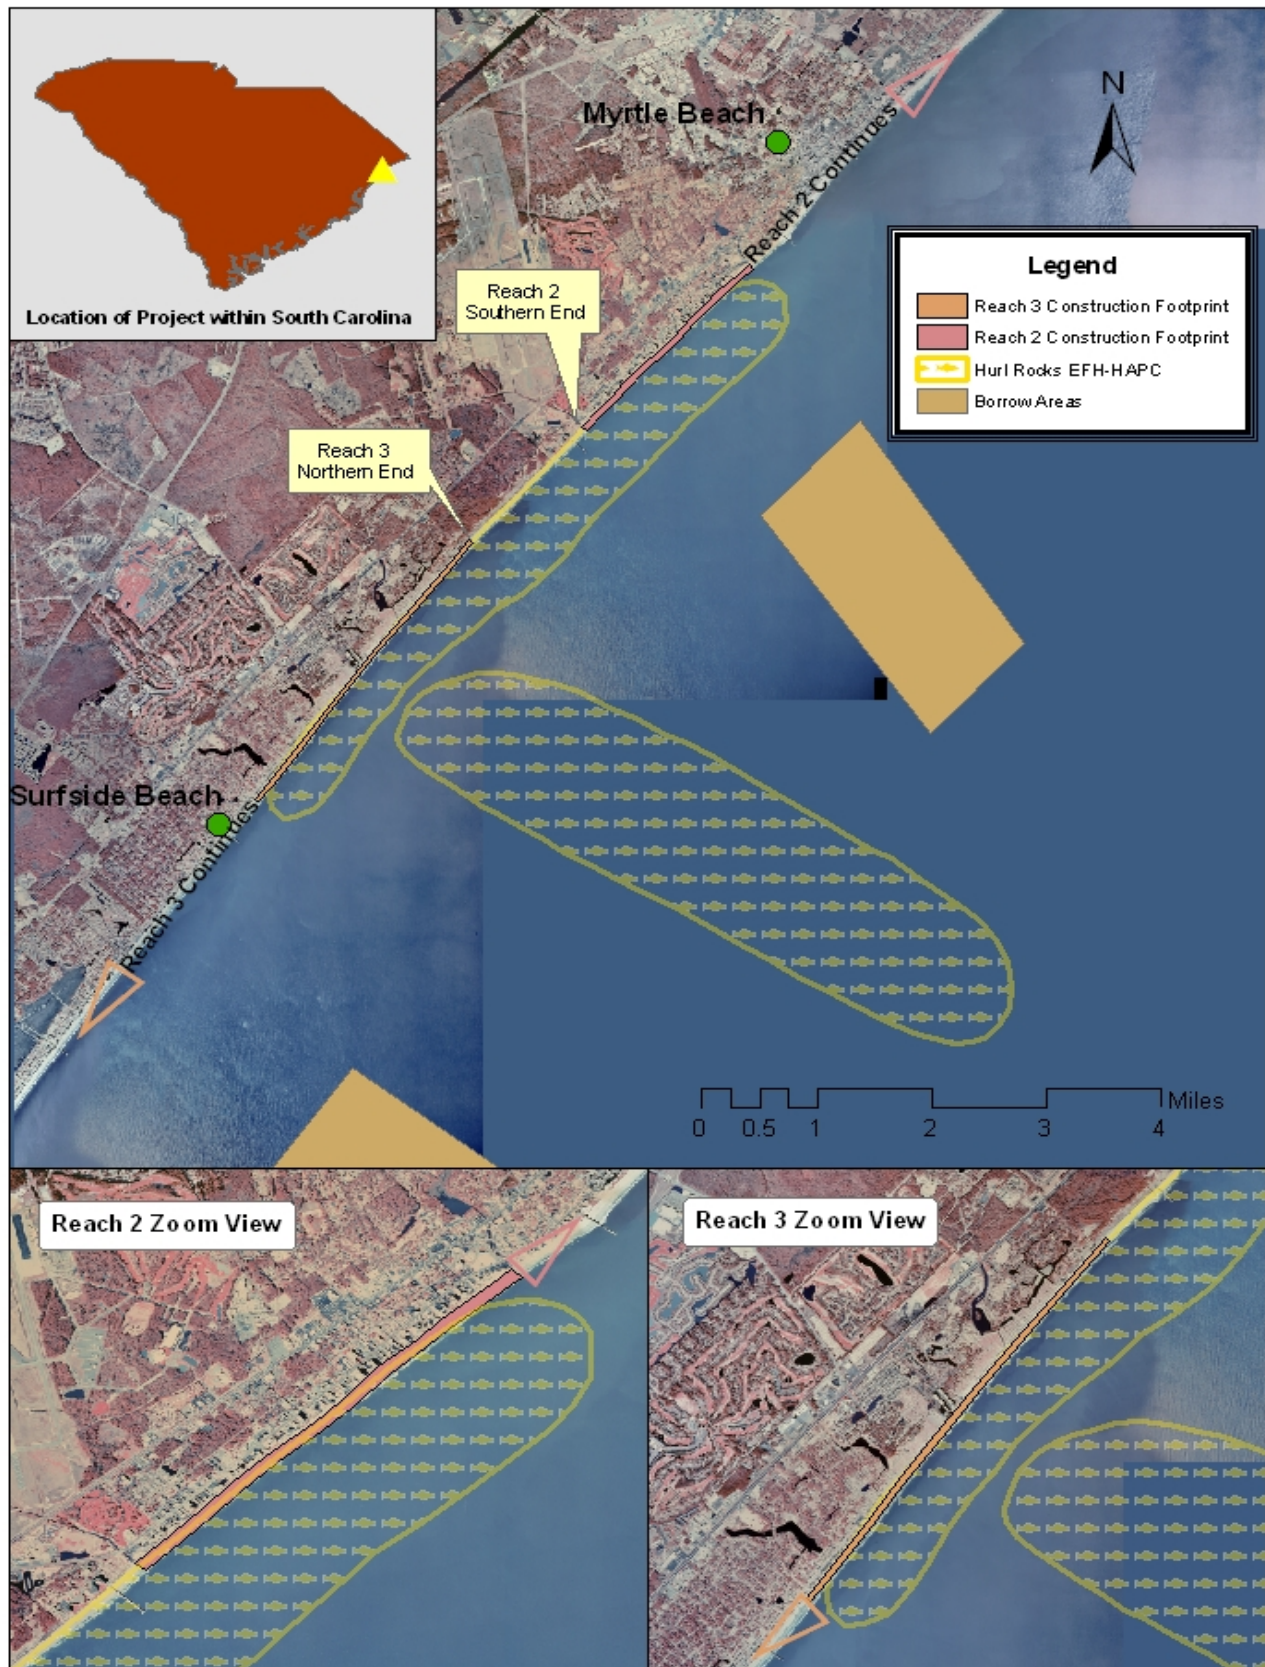 Location of Project within South Carolina
Myrtle Beach
N
Reach 2 Continues
Legend
Reach 3 Construction Footprint
Reach 2 Construction Footprint
Hurl Rocks EFH-HAPC
Borrow Areas
Reach 2
Southern End
Reach 3
Northern End
Surfside Beach
Reach 3 Continues
Miles
0 0.5 1 2 3 4
Reach 2 Zoom View
Reach 3 Zoom View